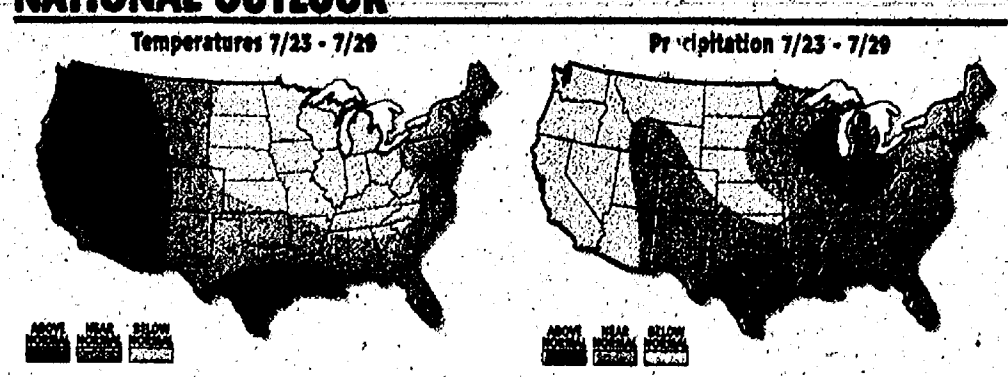 NATIONAL OUTLOOK
Temperatures 7/23 - 7/29
Precipitation 7/23 - 7/29
ABOVE NORMAL
NEAR NORMAL
BELOW NORMAL
ABOVE NORMAL
NEAR NORMAL
BELOW NORMAL